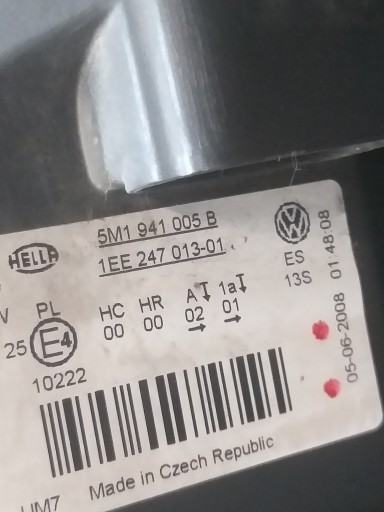 HELLA
5M1 941 005 B
1EE 247 013-01
ES
13S
05-06-2008 01:48:08
V PL HC HR A 1a
25 E4 00 00 02 01
10222
Made in Czech Republic